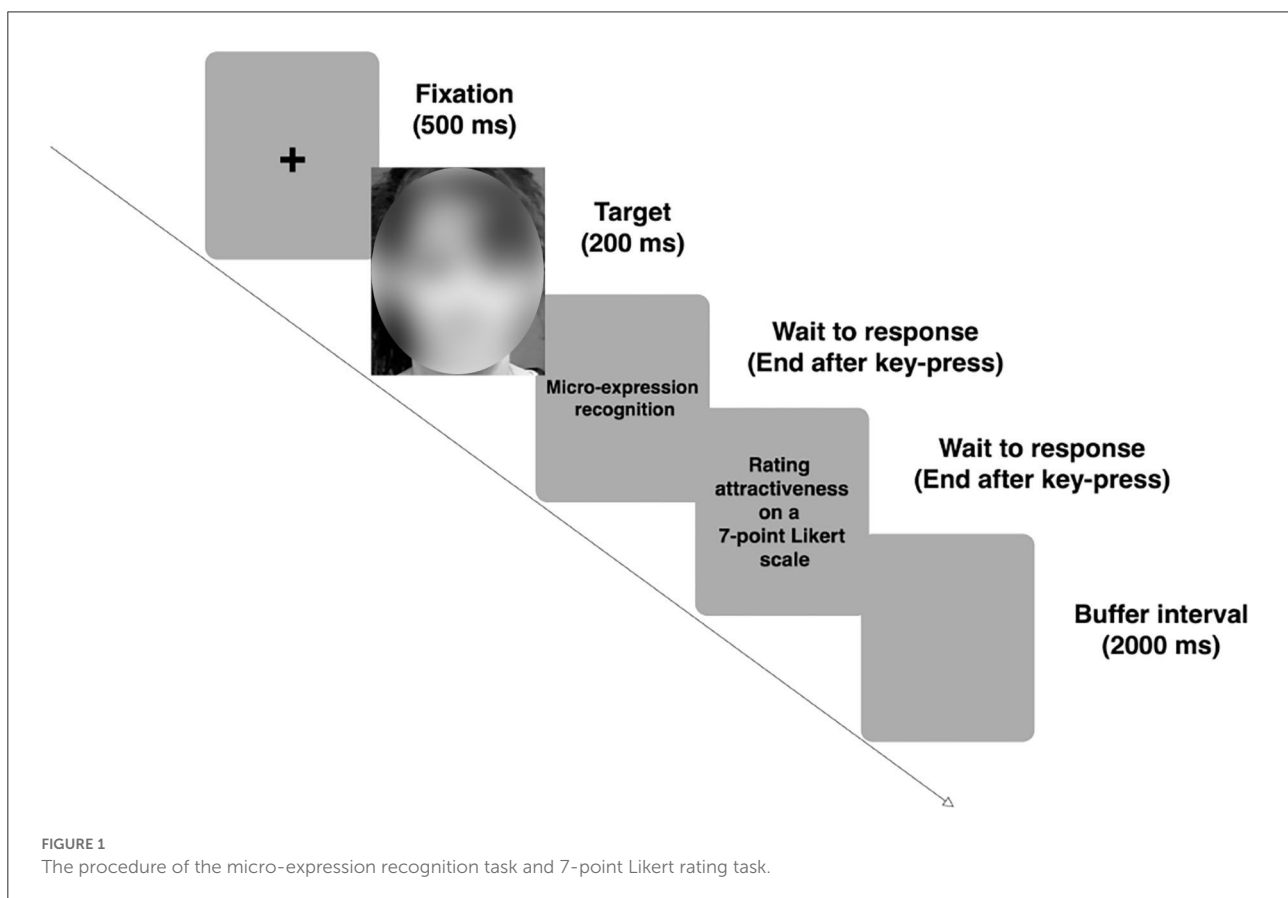 +
Fixation
(500 ms)
Target
(200 ms)
Micro-expression
recognition
Wait to response
(End after key-press)
Rating
attractiveness
on a
7-point Likert
scale
Wait to response
(End after key-press)
Buffer interval
(2000 ms)
FIGURE 1
The procedure of the micro-expression recognition task and 7-point Likert rating task.